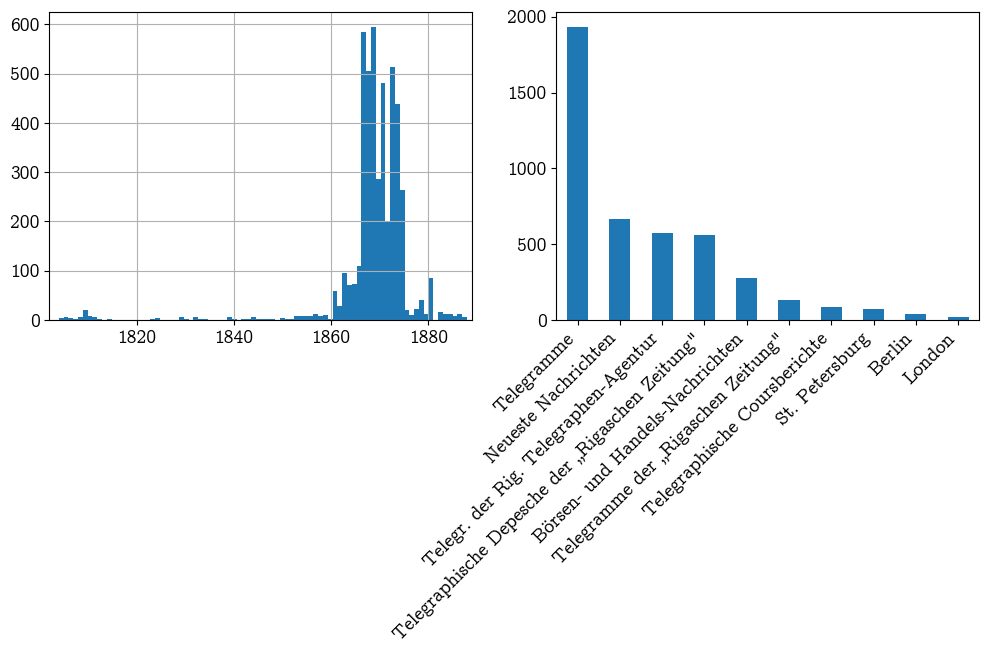 600
500
400
300
200
100
0
1820
1840
1860
1880
2000
1500
1000
500
0
Telegramme
Neueste Nachrichten
Telegr. der Rig. Telegraphen-Agentur
Telegraphische Depesche der „Rigaschen Zeitung"
Börsen- und Handels-Nachrichten
Telegramme der „Rigaschen Zeitung"
Telegraphische Coursberichte
St. Petersburg
Berlin
London